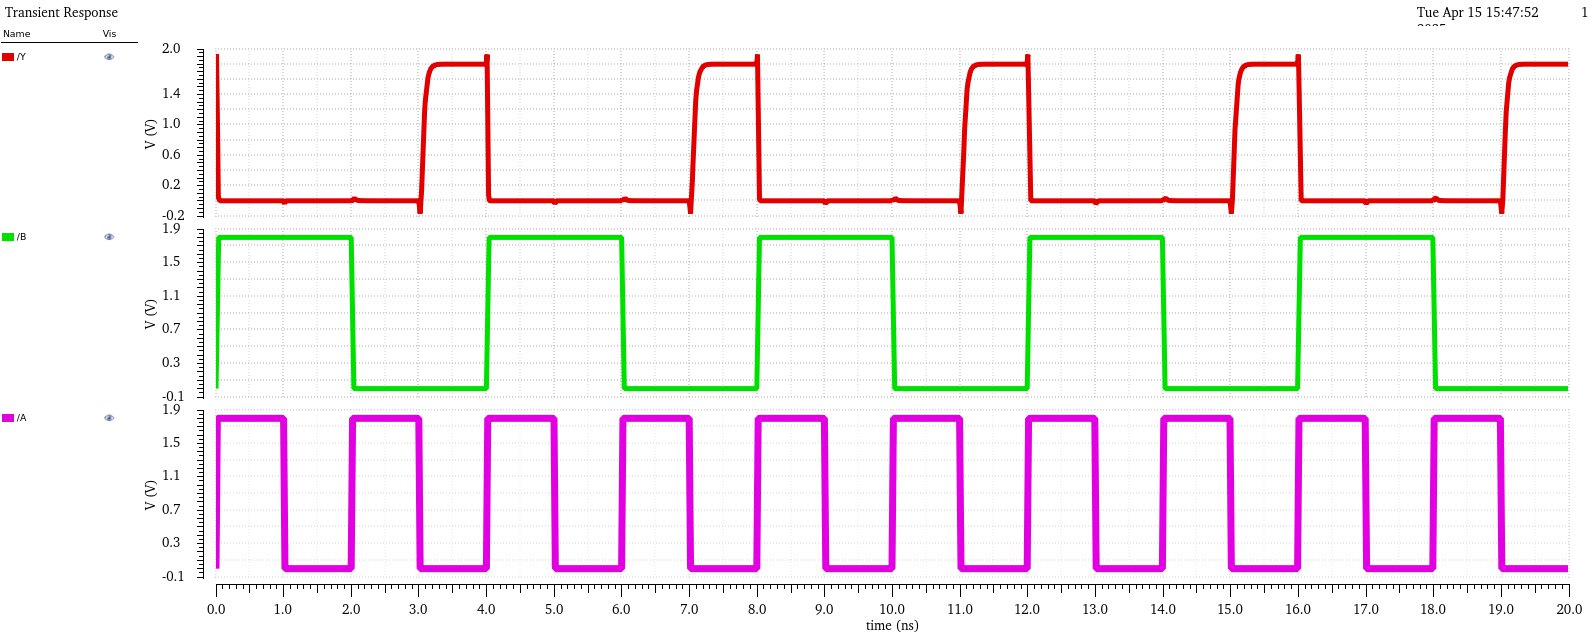 Transient Response
Tue Apr 15 15:47:52 1
Name Vis
/Y
2.0
1.4
1.0
0.6
0.2
-0.2
V (V)
/B
1.9
1.5
1.1
0.7
0.3
-0.1
V (V)
/A
1.9
1.5
1.1
0.7
0.3
-0.1
V (V)
0.0 1.0 2.0 3.0 4.0 5.0 6.0 7.0 8.0 9.0 10.0 11.0 12.0 13.0 14.0 15.0 16.0 17.0 18.0 19.0 20.0
time (ns)